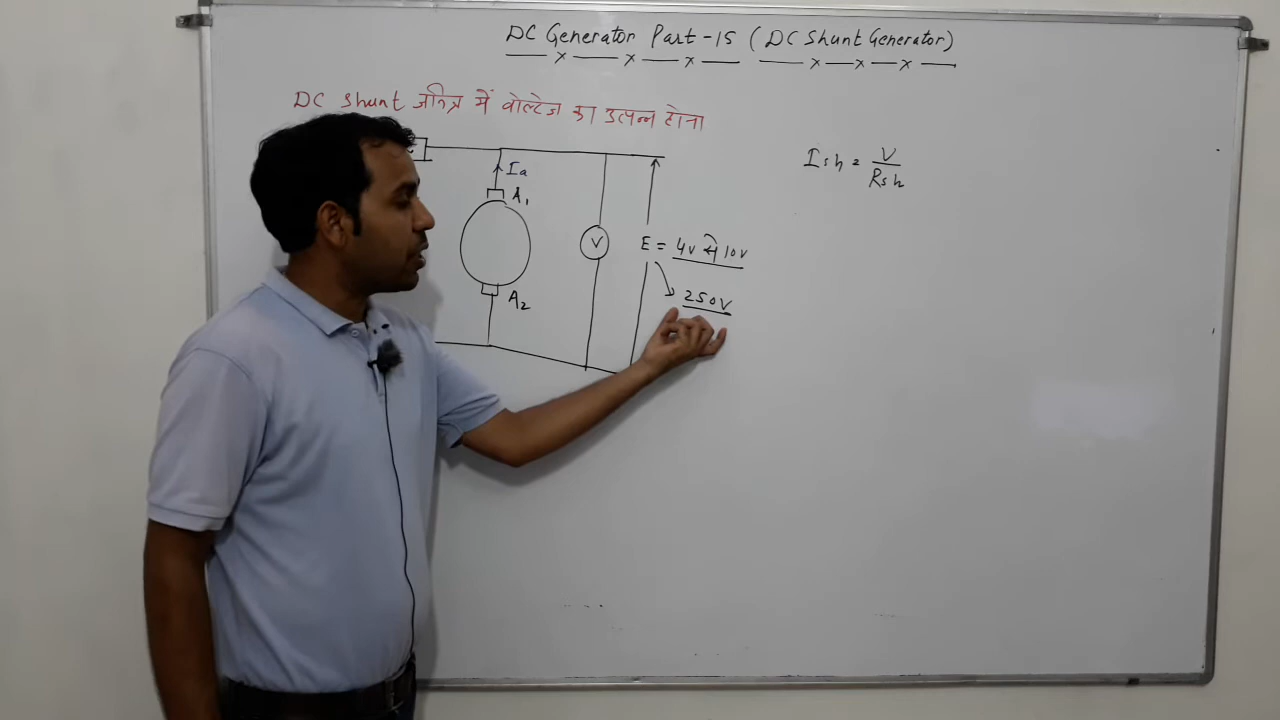 DC Generator Part-15 (DC Shunt Generator)
DC shunt जनित्र में वोल्टेज का उत्पन्न होना
Ia
A1
Ish = V/Rsh
V
E = 4v से 10v
A2
250V